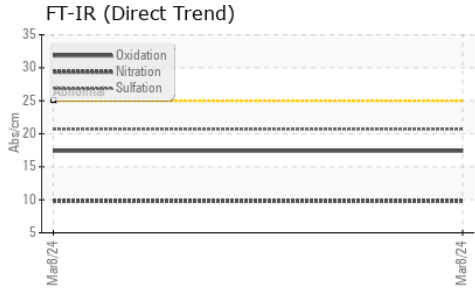 FT-IR (Direct Trend)
35
Oxidation
30
Nitration
Sulfation
Abnormal
25
Abs/cm
20
15
10
5
Mar8/24
Mar8/24